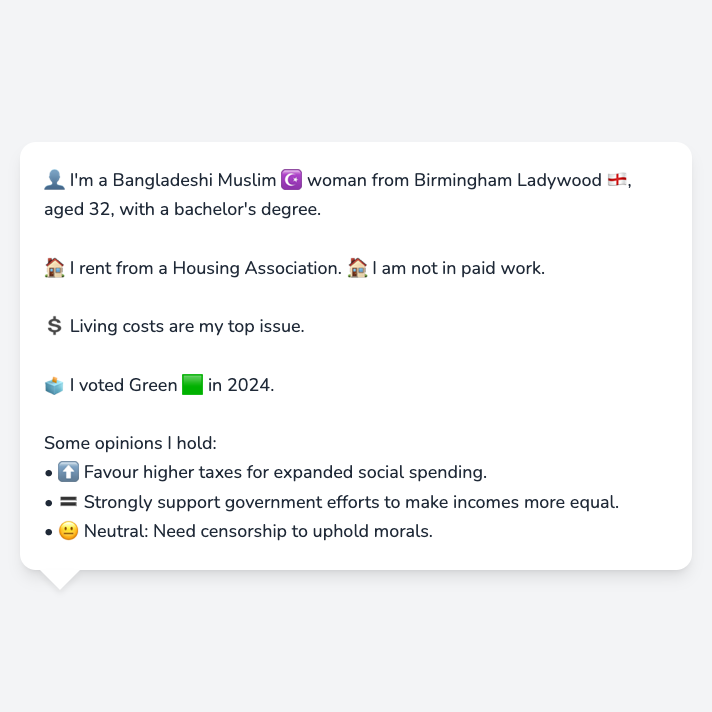 👤 I'm a Bangladeshi Muslim ☪️ woman from Birmingham Ladywood 🏴󠁧󠁢󠁥󠁮󠁧󠁿,
aged 32, with a bachelor's degree.
🏠 I rent from a Housing Association. 🏠 I am not in paid work.
💲 Living costs are my top issue.
🗳️ I voted Green 🟩 in 2024.
Some opinions I hold:
• ⬆️ Favour higher taxes for expanded social spending.
• 🟰 Strongly support government efforts to make incomes more equal.
• 😐 Neutral: Need censorship to uphold morals.